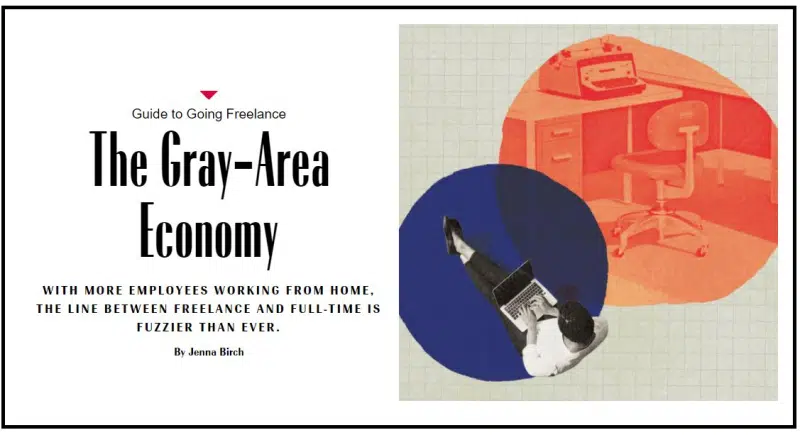 Guide to Going Freelance
The Gray-Area
Economy
WITH MORE EMPLOYEES WORKING FROM HOME,
THE LINE BETWEEN FREELANCE AND FULL-TIME IS
FUZZIER THAN EVER.
By Jenna Birch